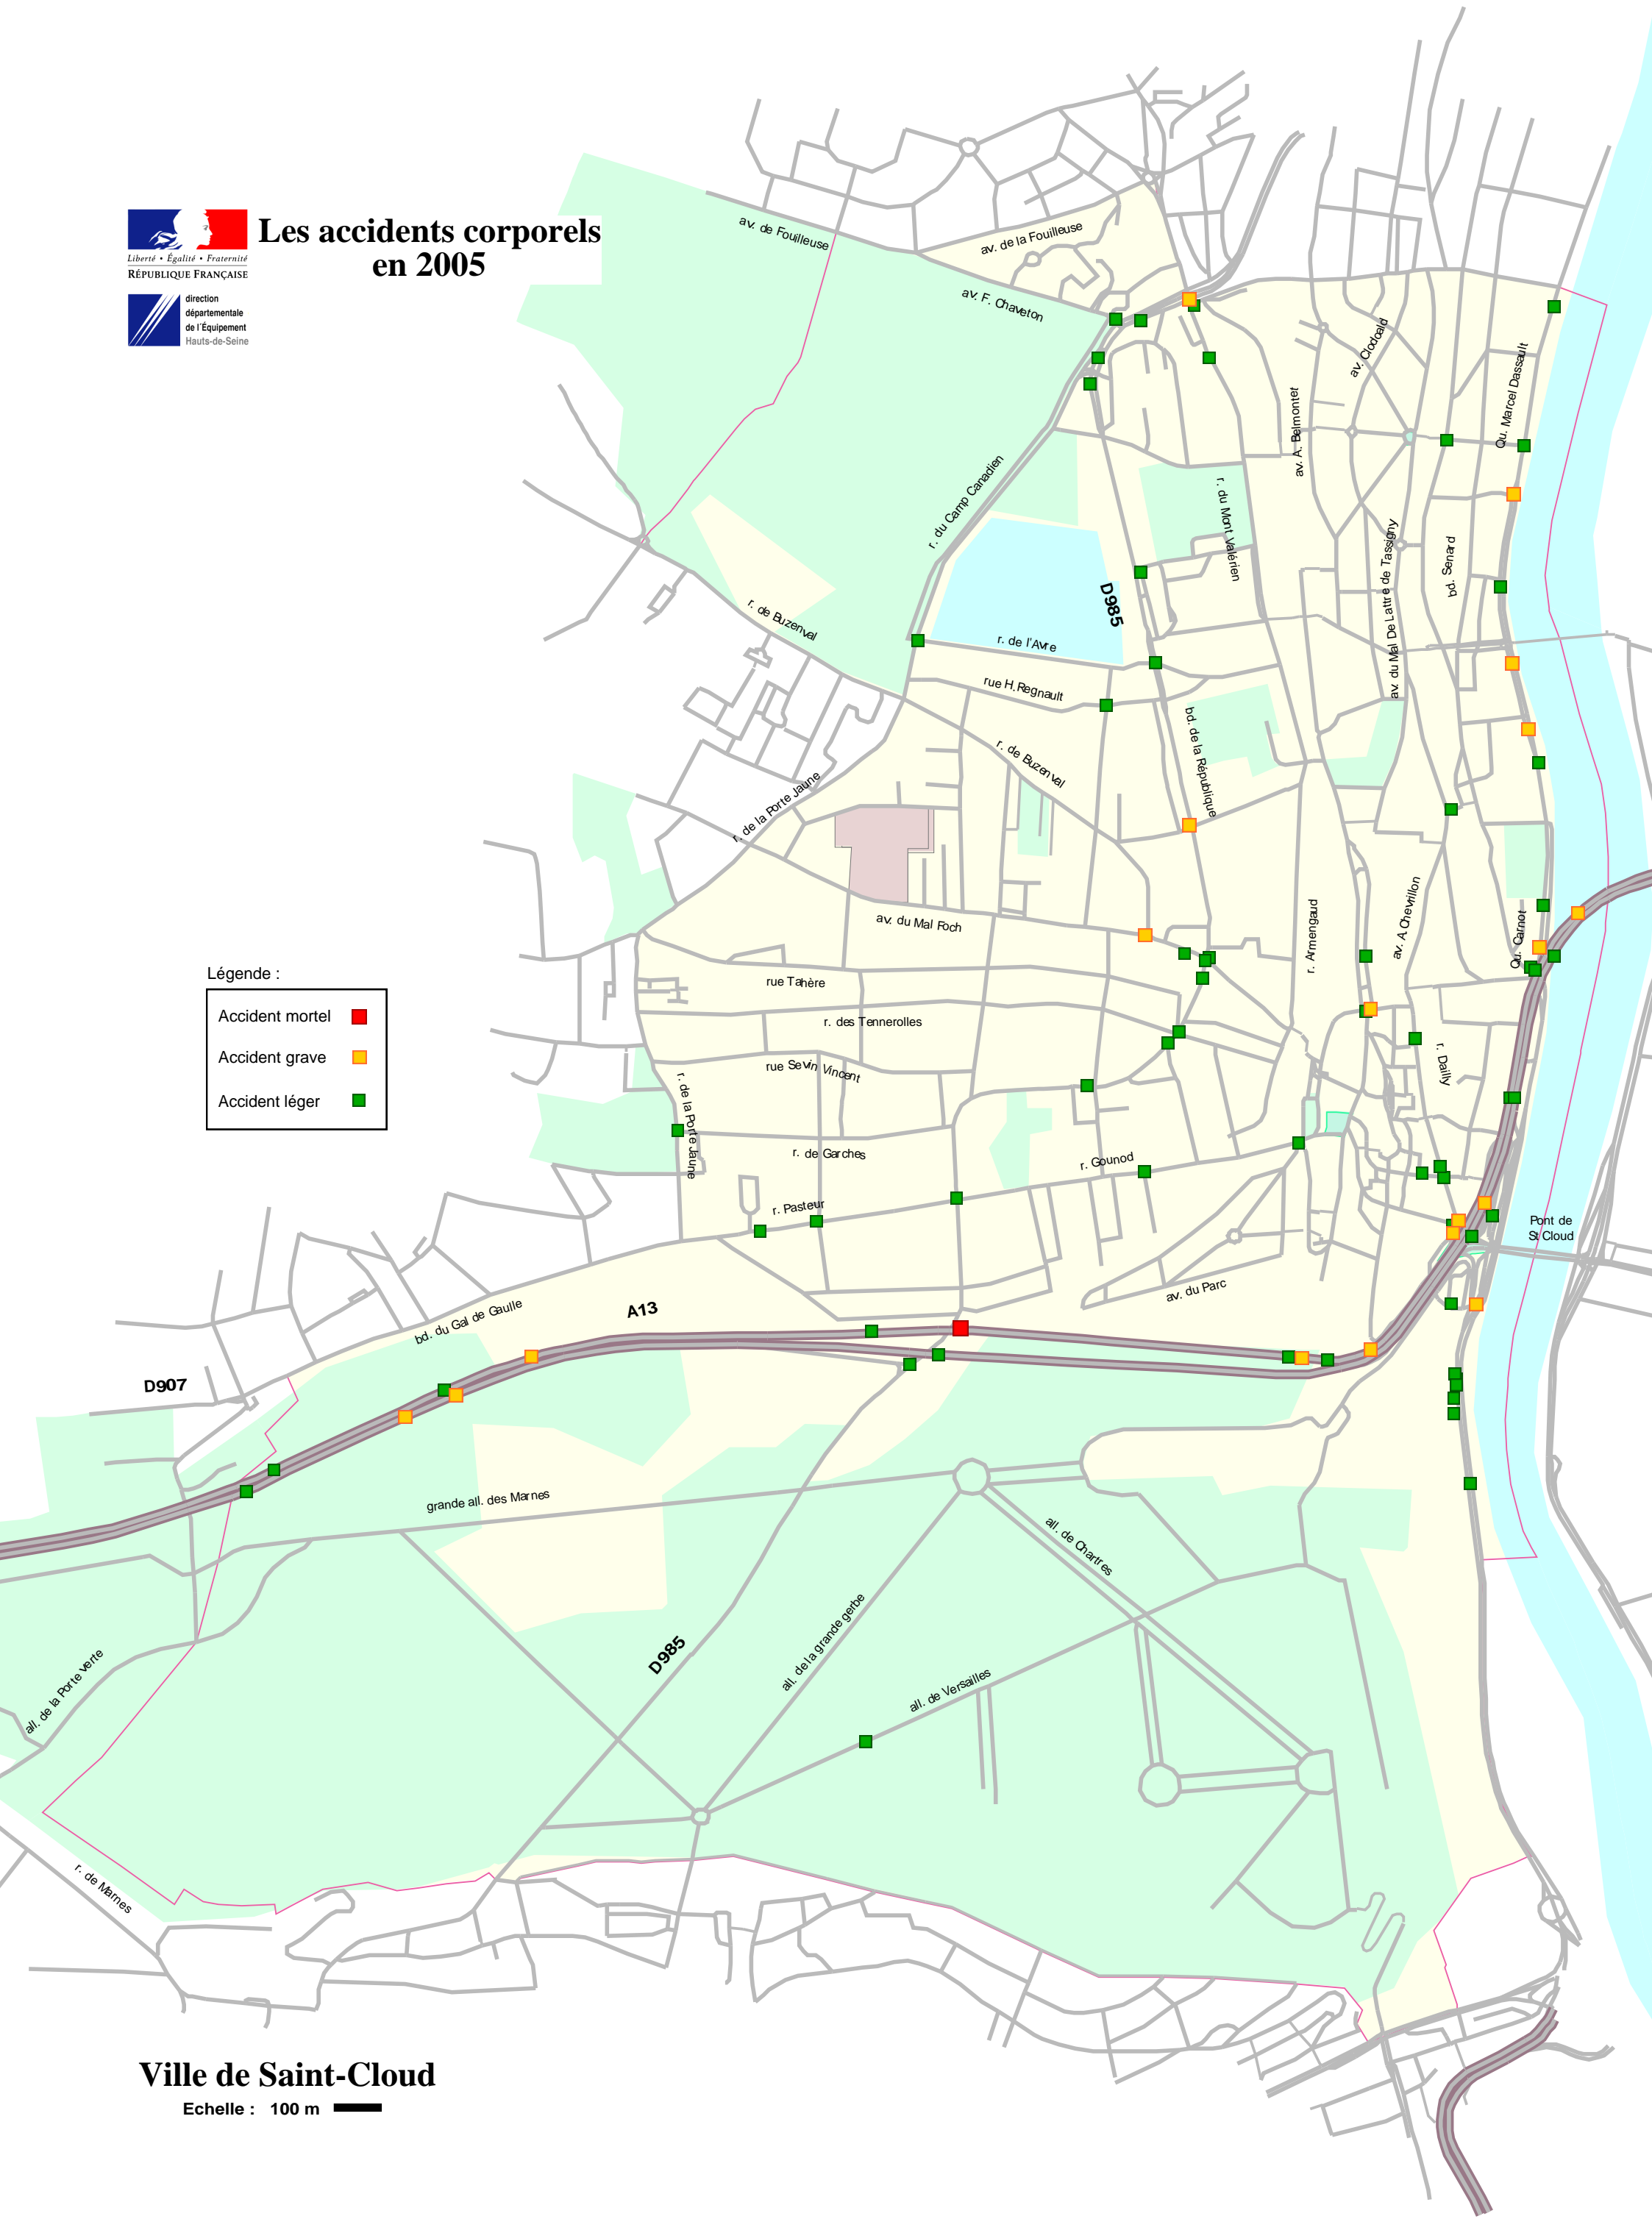 Les accidents corporels
en 2005
Liberté • Égalité • Fraternité
RÉPUBLIQUE FRANÇAISE
direction
départementale
de l'Équipement
Hauts-de-Seine
av. de Fouilleuse
av. de la Fouilleuse
av. F. Chaveton
av. Clodoald
Qu. Marcel Dassault
av. A. Belmontet
r. du Camp Canadien
r. du Mont Valérien
av. du Mal De Lattre de Tassigny
bd. Senard
D985
r. de Buzenval
r. de l'Avre
rue H. Regnault
bd. de la République
r. de Buzenval
r. de la Porte Jaune
av. du Mal Foch
r. Armengaud
av. A. Chevrillon
Qu. Carnot
rue Tahère
r. des Tennerolles
rue Sevin Vincent
r. Dailly
r. de la Porte Jaune
r. de Garches
r. Gounod
r. Pasteur
Pont de
St Cloud
av. du Parc
Légende :
Accident mortel
Accident grave
Accident léger
bd. du Gal de Gaulle
A13
D907
grande all. des Marnes
all. de Chartres
all. de la grande gerbe
D985
all. de Versailles
all. de la Porte verte
r. de Marnes
Ville de Saint-Cloud
Echelle : 100 m